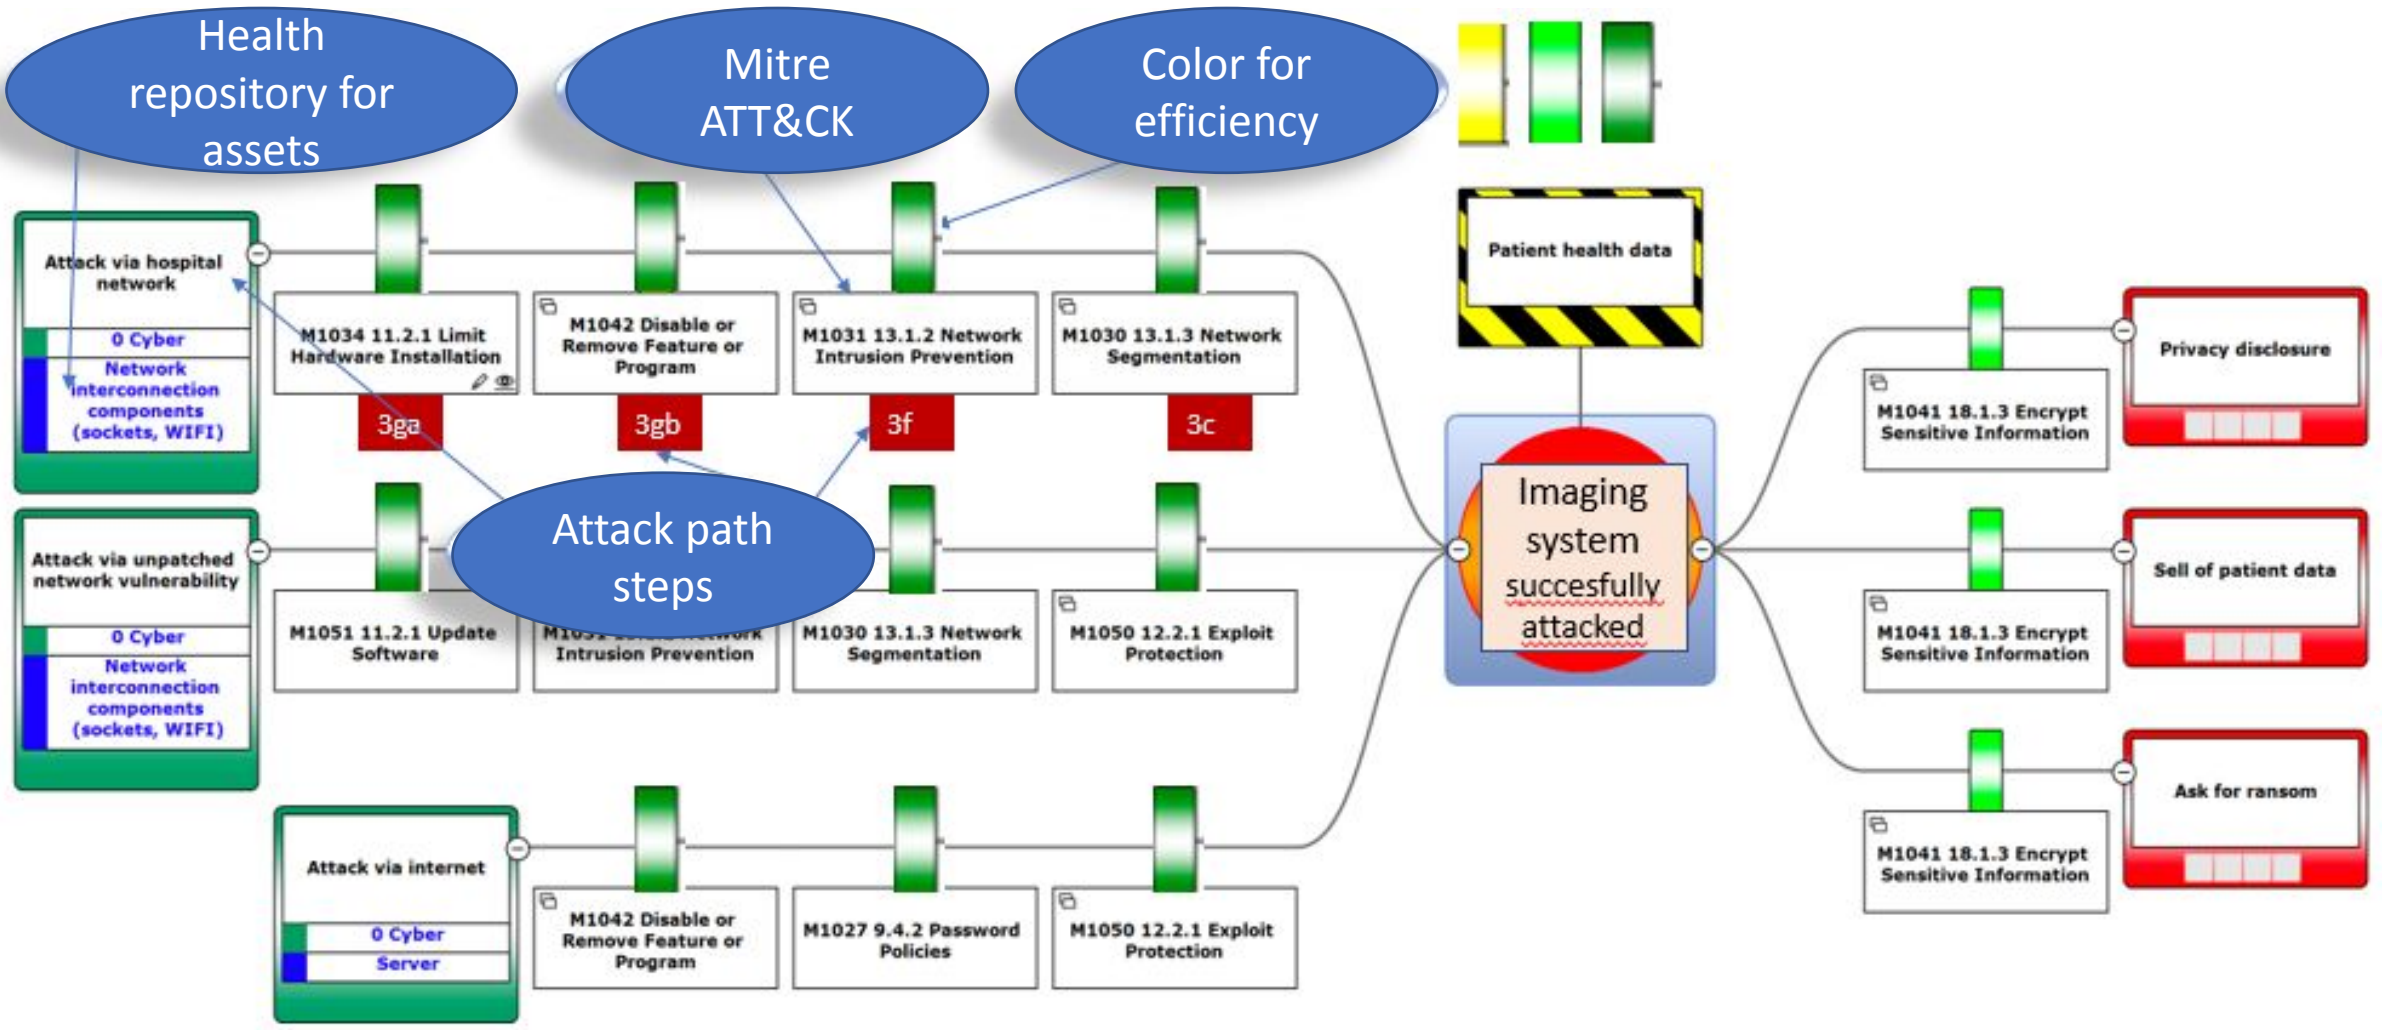 Health
repository for
assets
Mitre
ATT&CK
Color for
efficiency
Patient health data
Attack via hospital
network
0 Cyber
Network
interconnection
components
(sockets, WIFI)
M1034 11.2.1 Limit
Hardware Installation
M1042 Disable or
Remove Feature or
Program
M1031 13.1.2 Network
Intrusion Prevention
M1030 13.1.3 Network
Segmentation
3ga
3gb
3f
3c
Attack path
steps
Attack via unpatched
network vulnerability
0 Cyber
Network
interconnection
components
(sockets, WIFI)
M1051 11.2.1 Update
Software
Intrusion Prevention
M1030 13.1.3 Network
Segmentation
M1050 12.2.1 Exploit
Protection
Attack via internet
0 Cyber
Server
M1042 Disable or
Remove Feature or
Program
M1027 9.4.2 Password
Policies
M1050 12.2.1 Exploit
Protection
Imaging
system
succesfully
attacked
M1041 18.1.3 Encrypt
Sensitive Information
Privacy disclosure
M1041 18.1.3 Encrypt
Sensitive Information
Sell of patient data
M1041 18.1.3 Encrypt
Sensitive Information
Ask for ransom